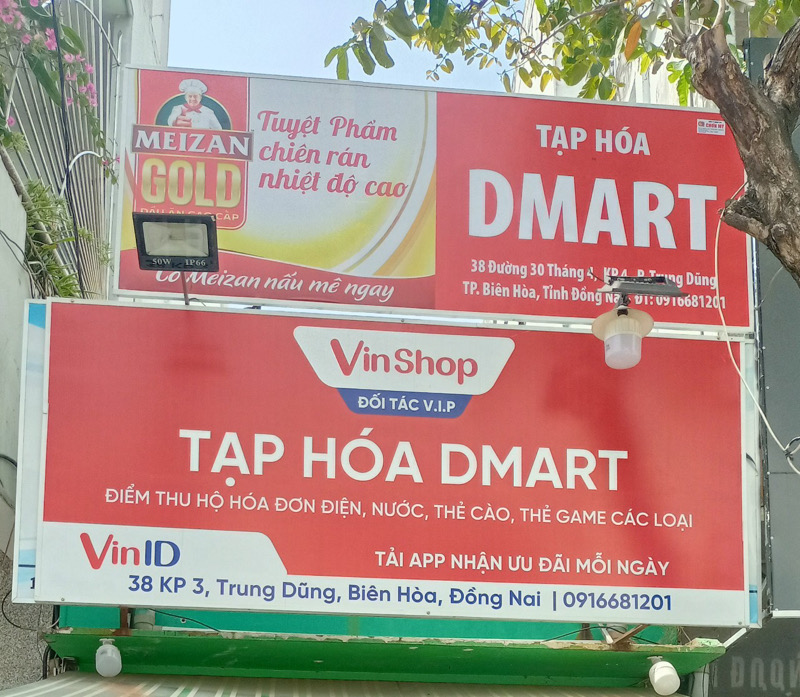 MEIZAN
GOLD
Tuyệt Phẩm
chiên rán
nhiệt độ cao
50W IP66
Có Meizan nấu mê ngay
TẠP HÓA
DMART
38 Đường 30 Tháng 4, KP4, P. Trung Dũng
TP. Biên Hòa, Tỉnh Đồng Nai, ĐT: 0916681201
VinShop
ĐỐI TÁC V.I.P
TẠP HÓA DMART
ĐIỂM THU HỘ HÓA ĐƠN ĐIỆN, NƯỚC, THẺ CÀO, THẺ GAME CÁC LOẠI
VinID
TẢI APP NHẬN ƯU ĐÃI MỖI NGÀY
38 KP 3, Trung Dũng, Biên Hòa, Đồng Nai | 0916681201